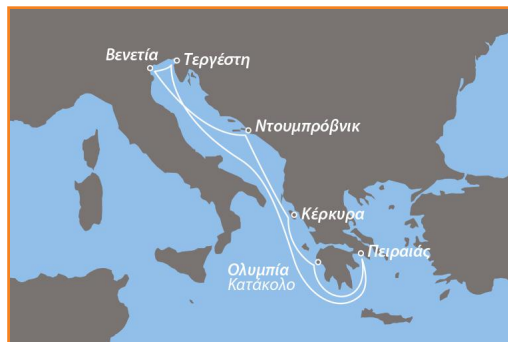 Βενετία
Τεργέστη
Ντουμπρόβνικ
Κέρκυρα
Πειραιάς
Ολυμπία
Κατάκολο